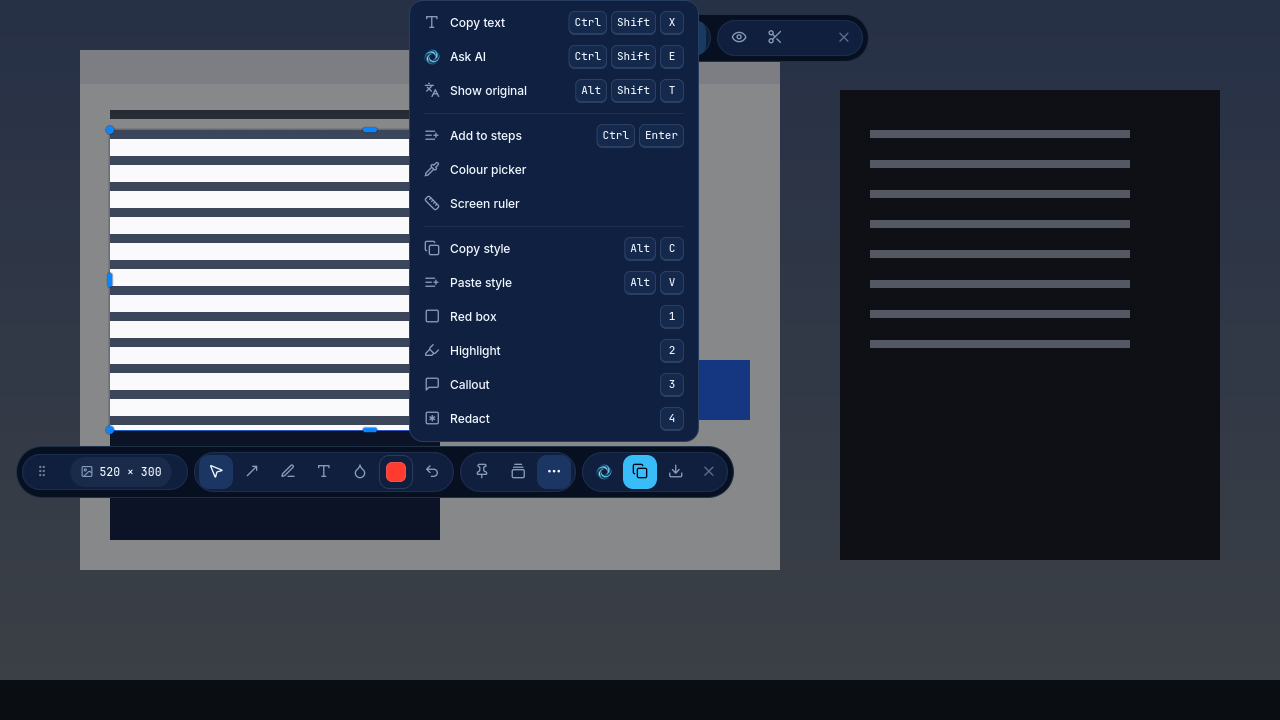 Copy text Ctrl Shift X
Ask AI Ctrl Shift E
Show original Alt Shift T
Add to steps Ctrl Enter
Colour picker
Screen ruler
Copy style Alt C
Paste style Alt V
Red box 1
Highlight 2
Callout 3
Redact 4
520 × 300